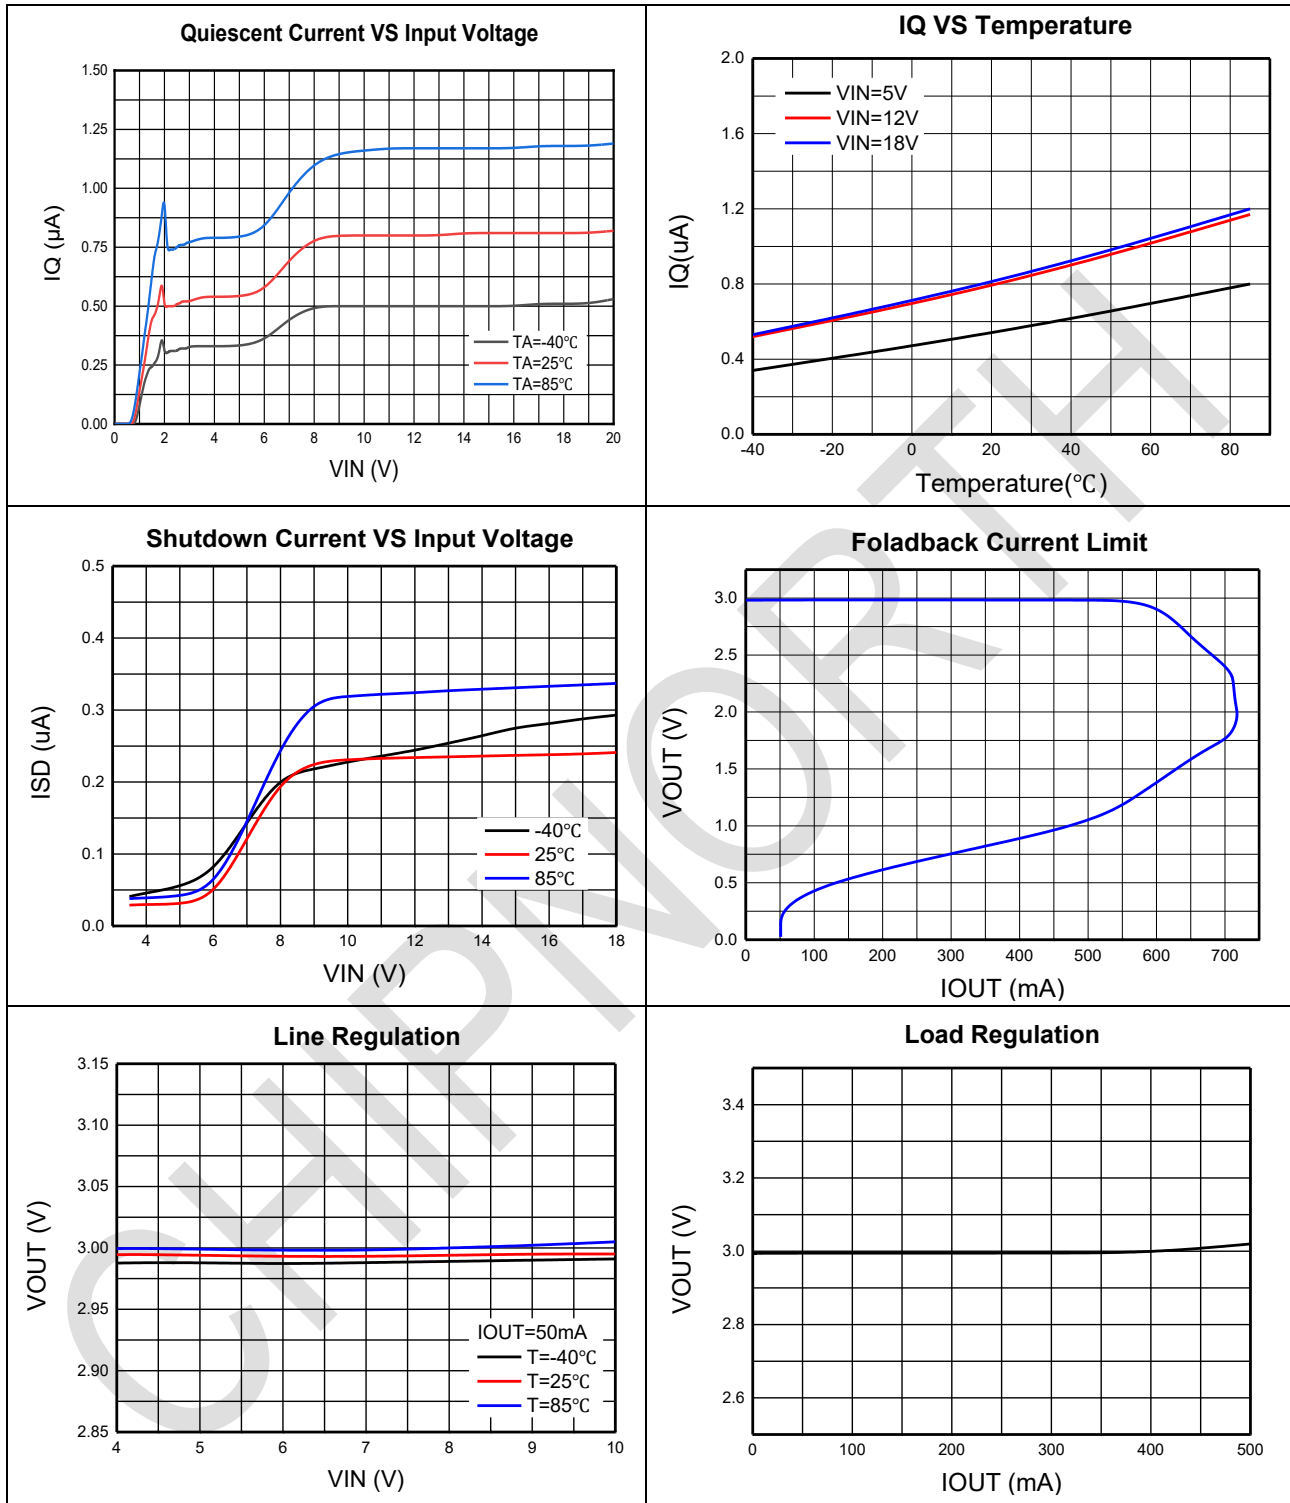 Quiescent Current VS Input Voltage
1.50
1.25
1.00
0.75
0.50
0.25
0.00
IQ (µA)
TA=-40℃
TA=25℃
TA=85℃
0 2 4 6 8 10 12 14 16 18 20
VIN (V)
IQ VS Temperature
2.0
1.6
1.2
0.8
0.4
0.0
IQ(uA)
VIN=5V
VIN=12V
VIN=18V
-40 -20 0 20 40 60 80
Temperature(℃)
Shutdown Current VS Input Voltage
0.5
0.4
0.3
0.2
0.1
0.0
ISD (uA)
-40℃
25℃
85℃
4 6 8 10 12 14 16 18
VIN (V)
Foladback Current Limit
3.0
2.5
2.0
1.5
1.0
0.5
0.0
VOUT (V)
0 100 200 300 400 500 600 700
IOUT (mA)
Line Regulation
3.15
3.10
3.05
3.00
2.95
2.90
2.85
VOUT (V)
IOUT=50mA
T=-40℃
T=25℃
T=85℃
4 5 6 7 8 9 10
VIN (V)
Load Regulation
3.4
3.2
3.0
2.8
2.6
VOUT (V)
0 100 200 300 400 500
IOUT (mA)
CHIPNORTH